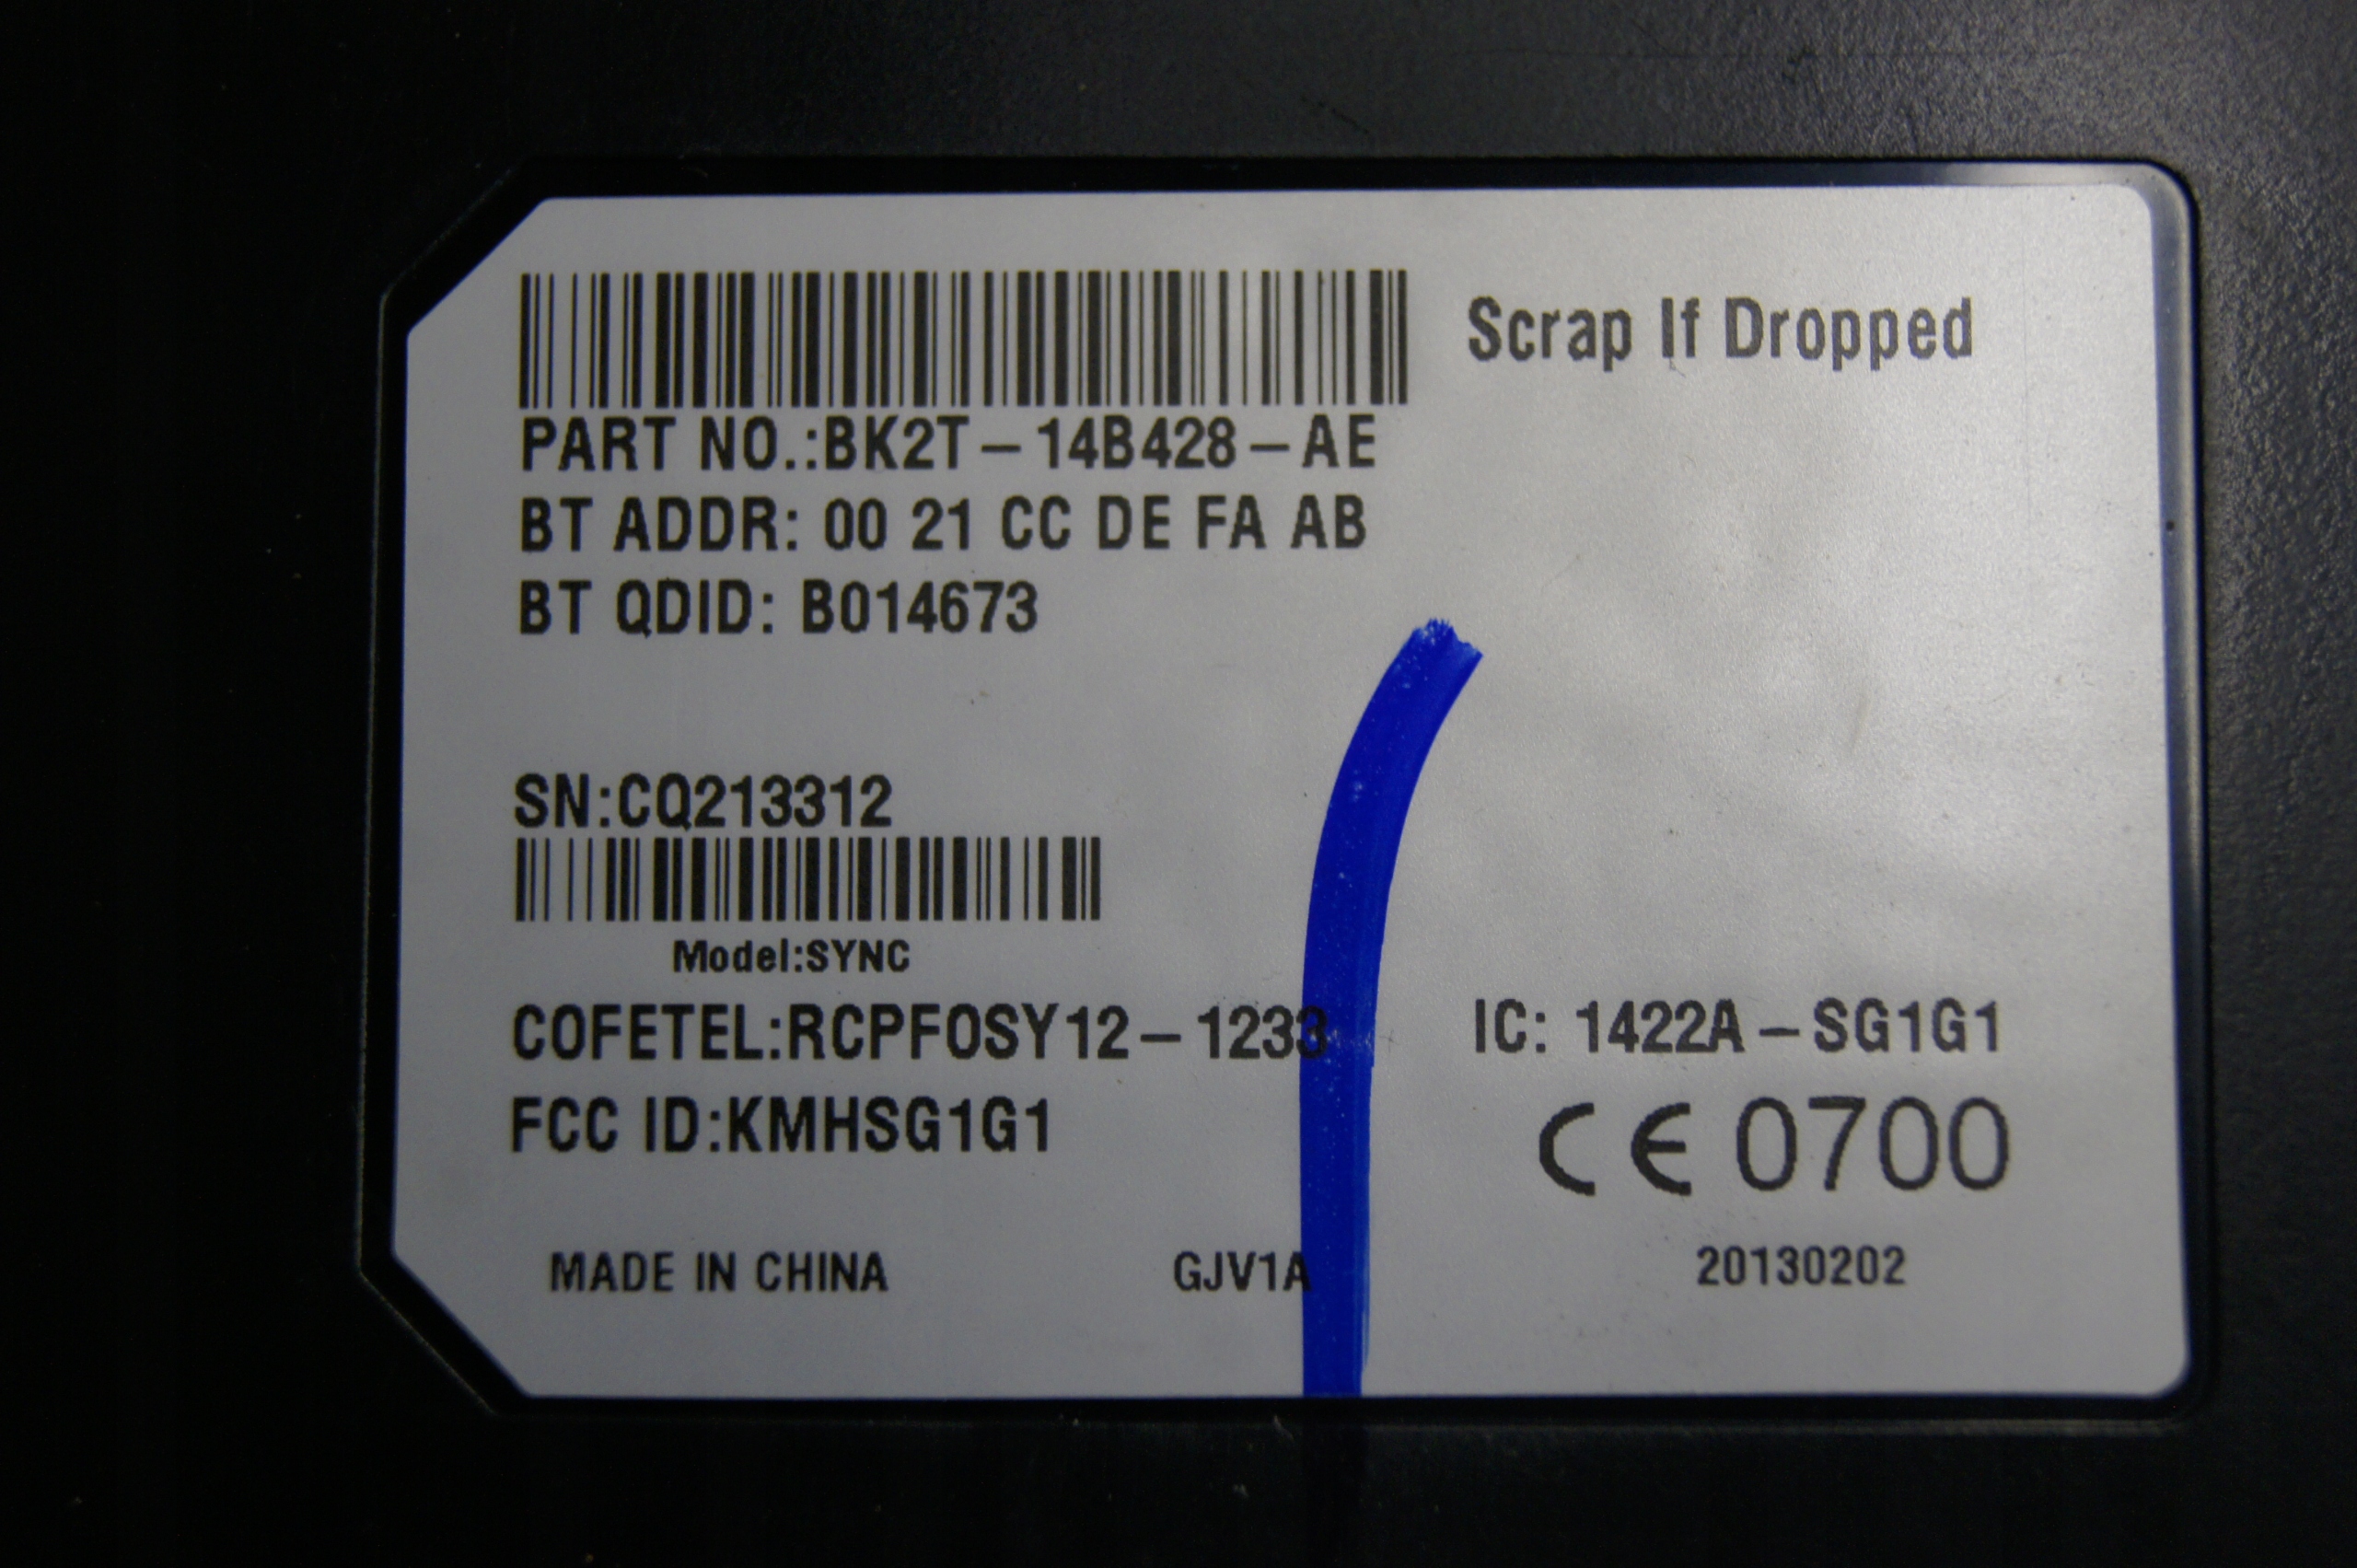 Scrap If Dropped
PART NO.:BK2T-14B428-AE
BT ADDR: 00 21 CC DE FA AB
BT QDID: B014673
SN:CQ213312
Model:SYNC
COFETEL:RCPFOSY12-1233
IC: 1422A-SG1G1
FCC ID:KMHSG1G1
CE 0700
MADE IN CHINA
GJV1A
20130202